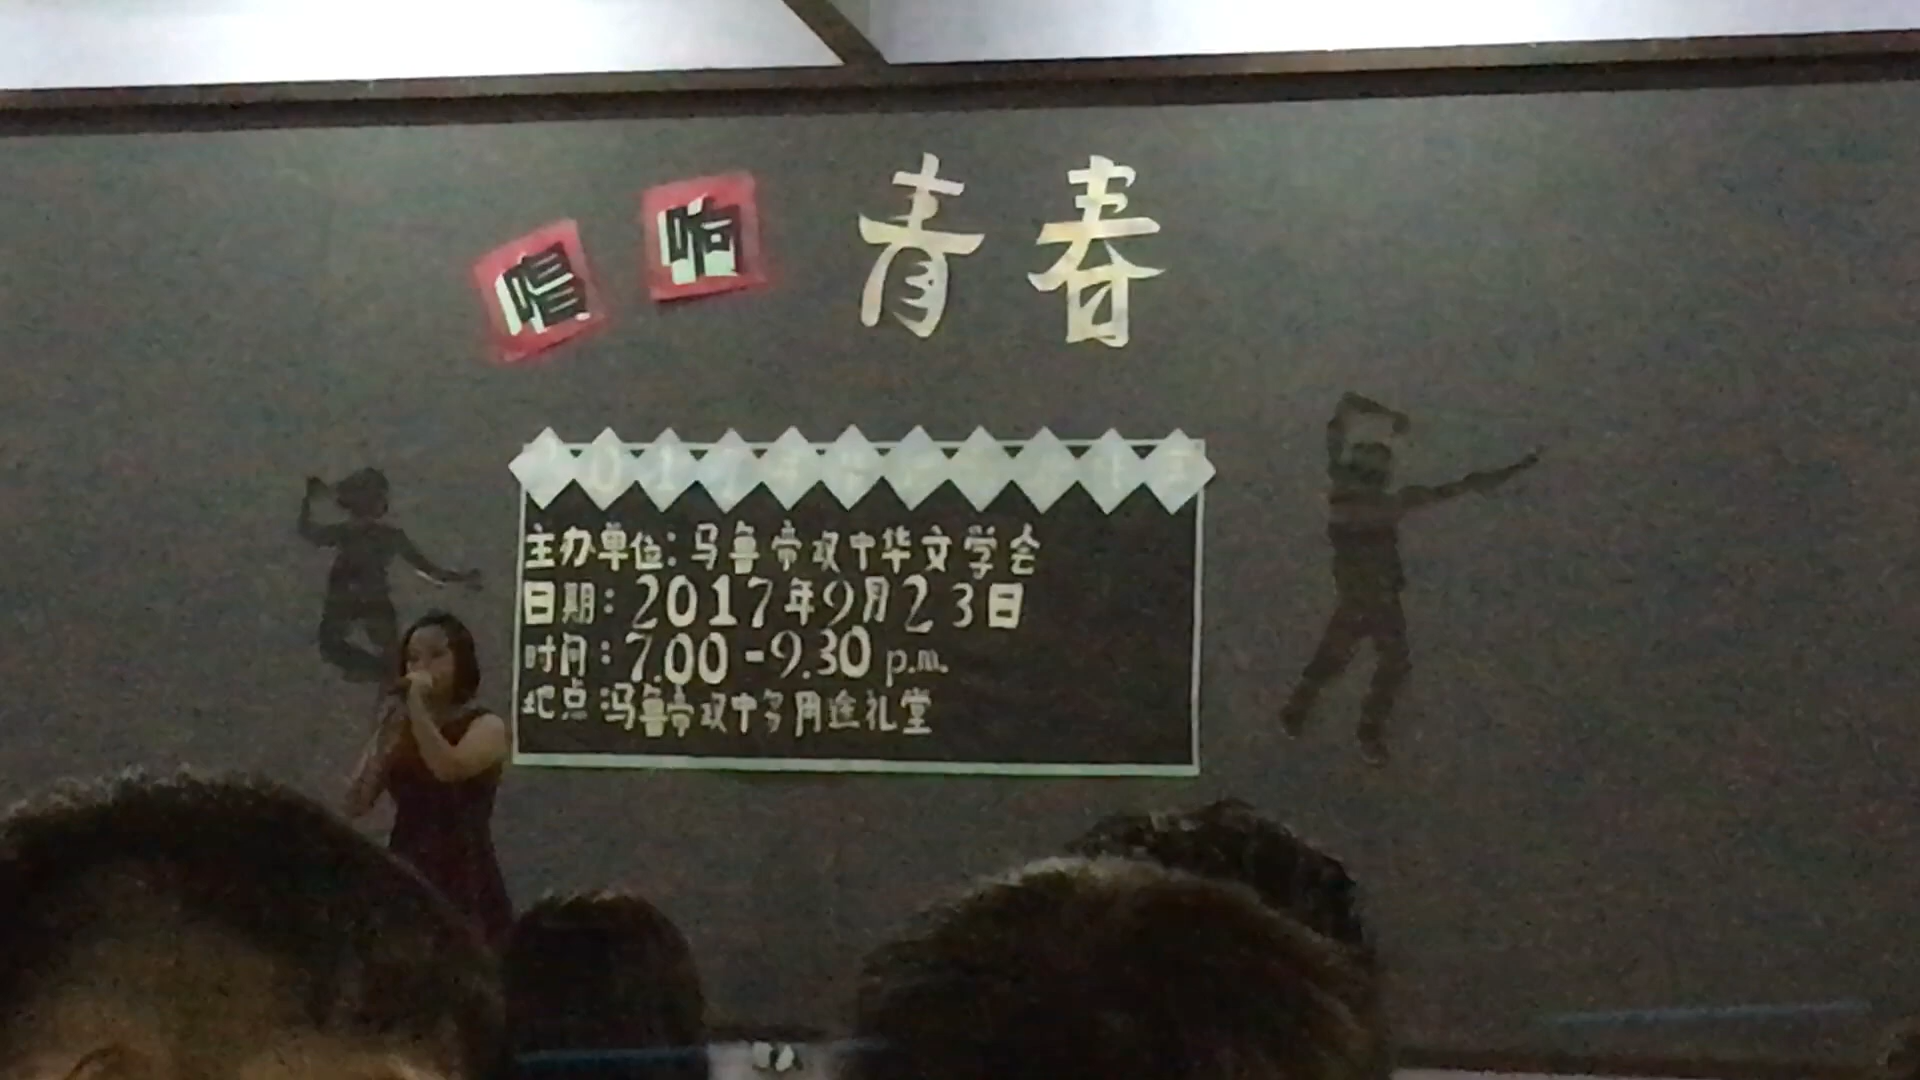 唱响青春
2017
主办单位:马鲁帝双中华文学会
日期:2017年9月23日
时间:7.00-9.30 p.m.
地点:马鲁帝双中多用途礼堂